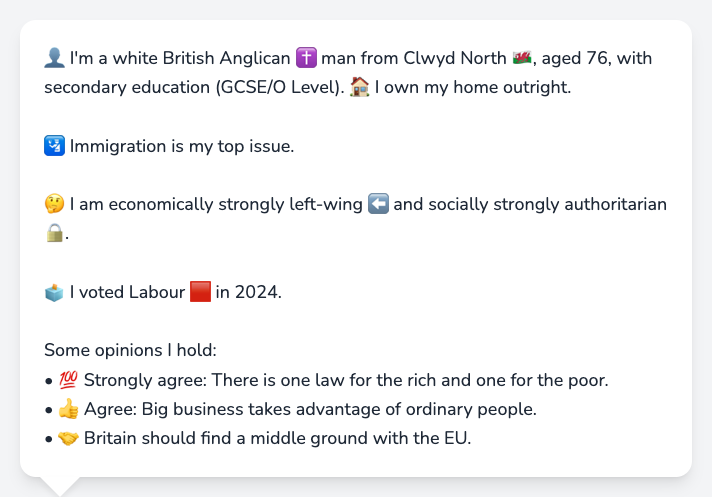 👤 I'm a white British Anglican ✝️ man from Clwyd North 🏴󠁧󠁢󠁷󠁬󠁳󠁿, aged 76, with
secondary education (GCSE/O Level). 🏠 I own my home outright.
🛂 Immigration is my top issue.
🤔 I am economically strongly left-wing ⬅️ and socially strongly authoritarian
🔒.
🗳️ I voted Labour 🟥 in 2024.
Some opinions I hold:
• 💯 Strongly agree: There is one law for the rich and one for the poor.
• 👍 Agree: Big business takes advantage of ordinary people.
• 🤝 Britain should find a middle ground with the EU.